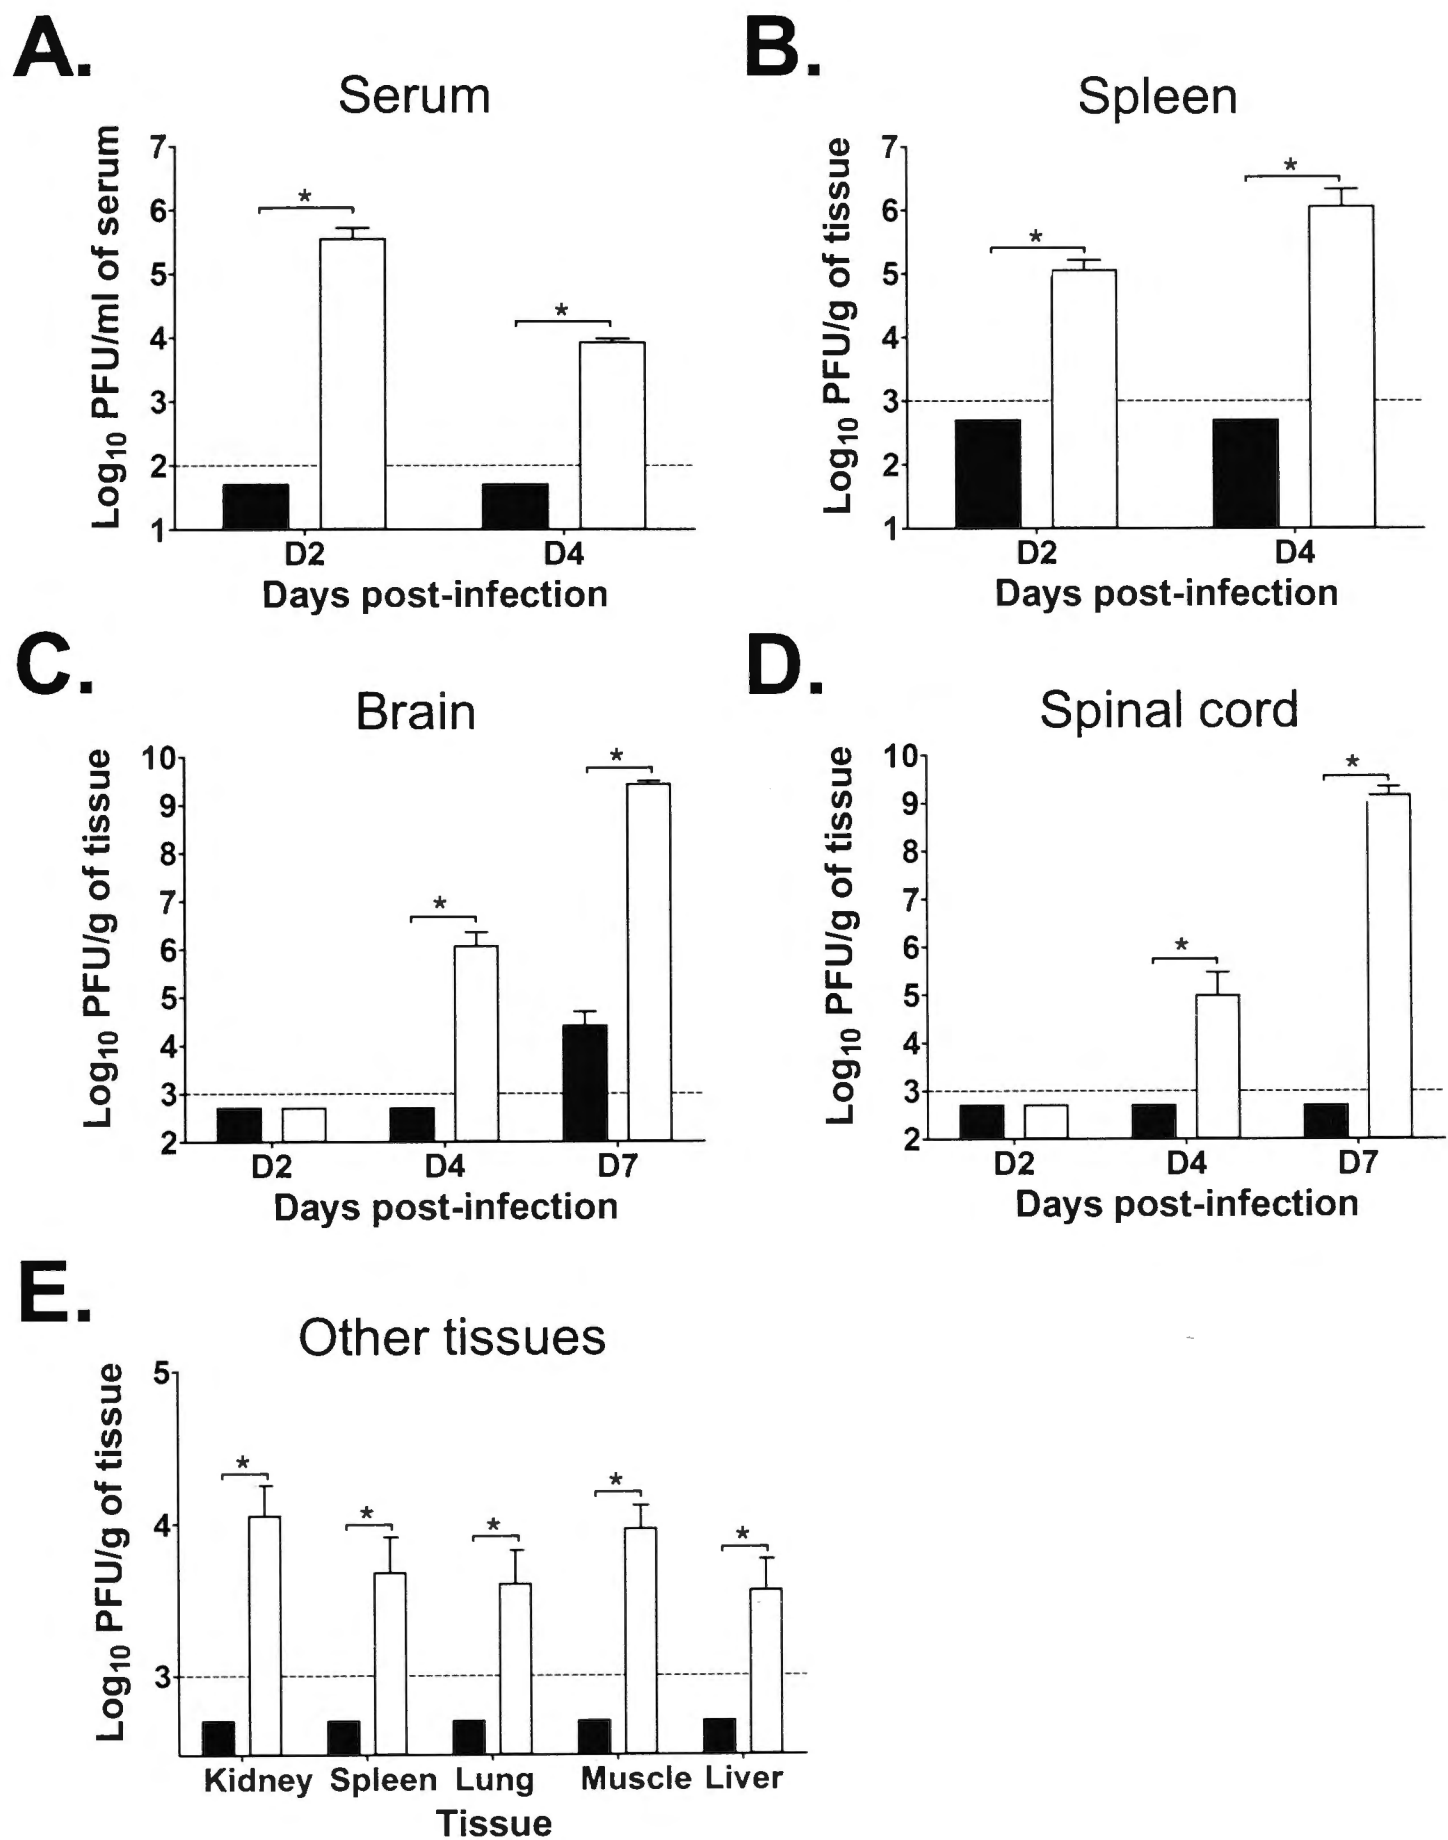 A.
Serum
Log10 PFU/ml of serum
7
6
5
4
3
2
1
*
*
D2 D4
Days post-infection
B.
Spleen
Log10 PFU/g of tissue
7
6
5
4
3
2
1
*
*
D2 D4
Days post-infection
C.
Brain
Log10 PFU/g of tissue
10
9
8
7
6
5
4
3
2
*
*
D2 D4 D7
Days post-infection
D.
Spinal cord
Log10 PFU/g of tissue
10
9
8
7
6
5
4
3
2
*
*
D2 D4 D7
Days post-infection
E.
Other tissues
Log10 PFU/g of tissue
5
4
3
* * * * *
Kidney Spleen Lung Muscle Liver
Tissue